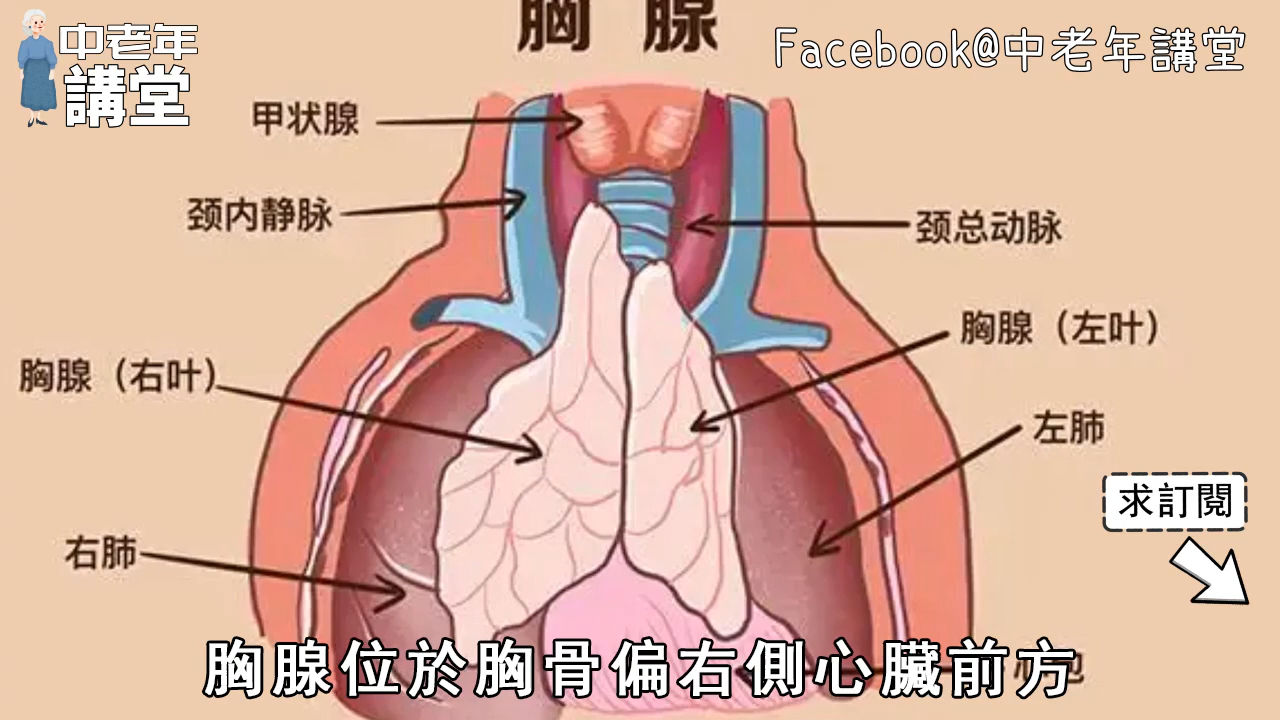 胸腺
中老年
講堂
Facebook@中老年講堂
甲状腺
颈内静脉
颈总动脉
胸腺（左叶）
胸腺（右叶）
左肺
求訂閱
右肺
胸腺位於胸骨偏右側心臟前方